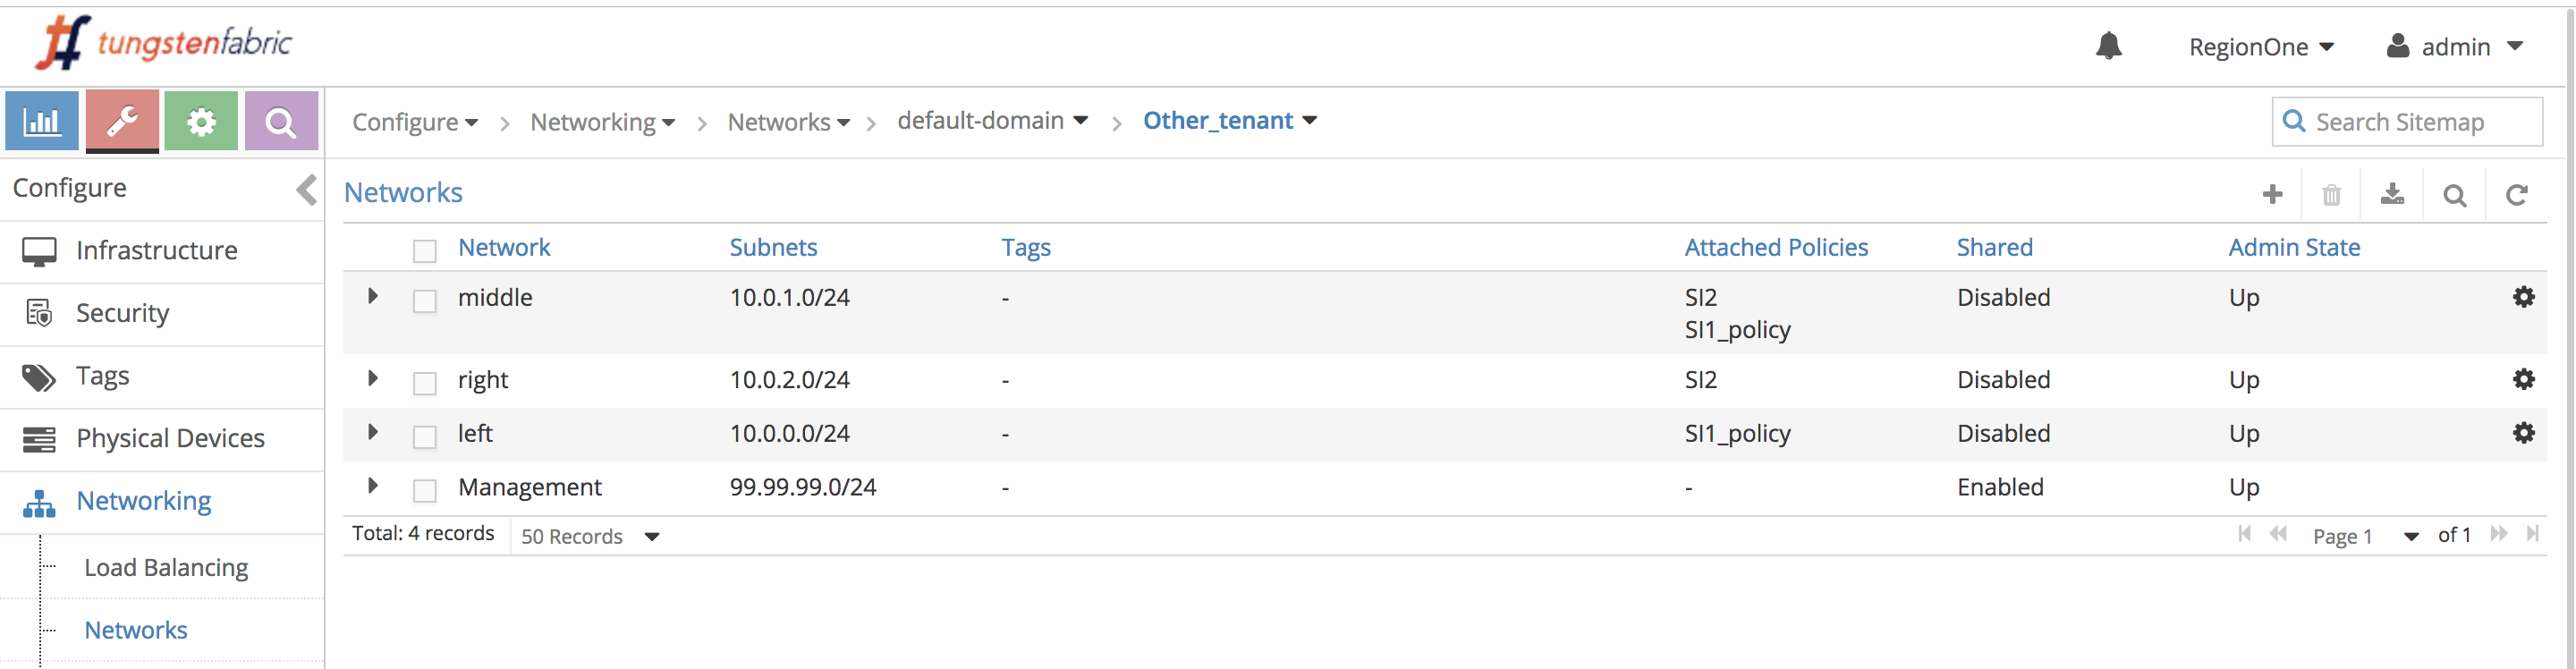 tungstenfabric
RegionOne admin
Configure Networking Networks default-domain Other_tenant Search Sitemap
Configure
Infrastructure
Security
Tags
Physical Devices
Networking
Load Balancing
Networks
Networks
Network Subnets Tags Attached Policies Shared Admin State
middle 10.0.1.0/24 - SI2 Disabled Up
SI1_policy
right 10.0.2.0/24 - SI2 Disabled Up
left 10.0.0.0/24 - SI1_policy Disabled Up
Management 99.99.99.0/24 - - Enabled Up
Total: 4 records 50 Records Page 1 of 1